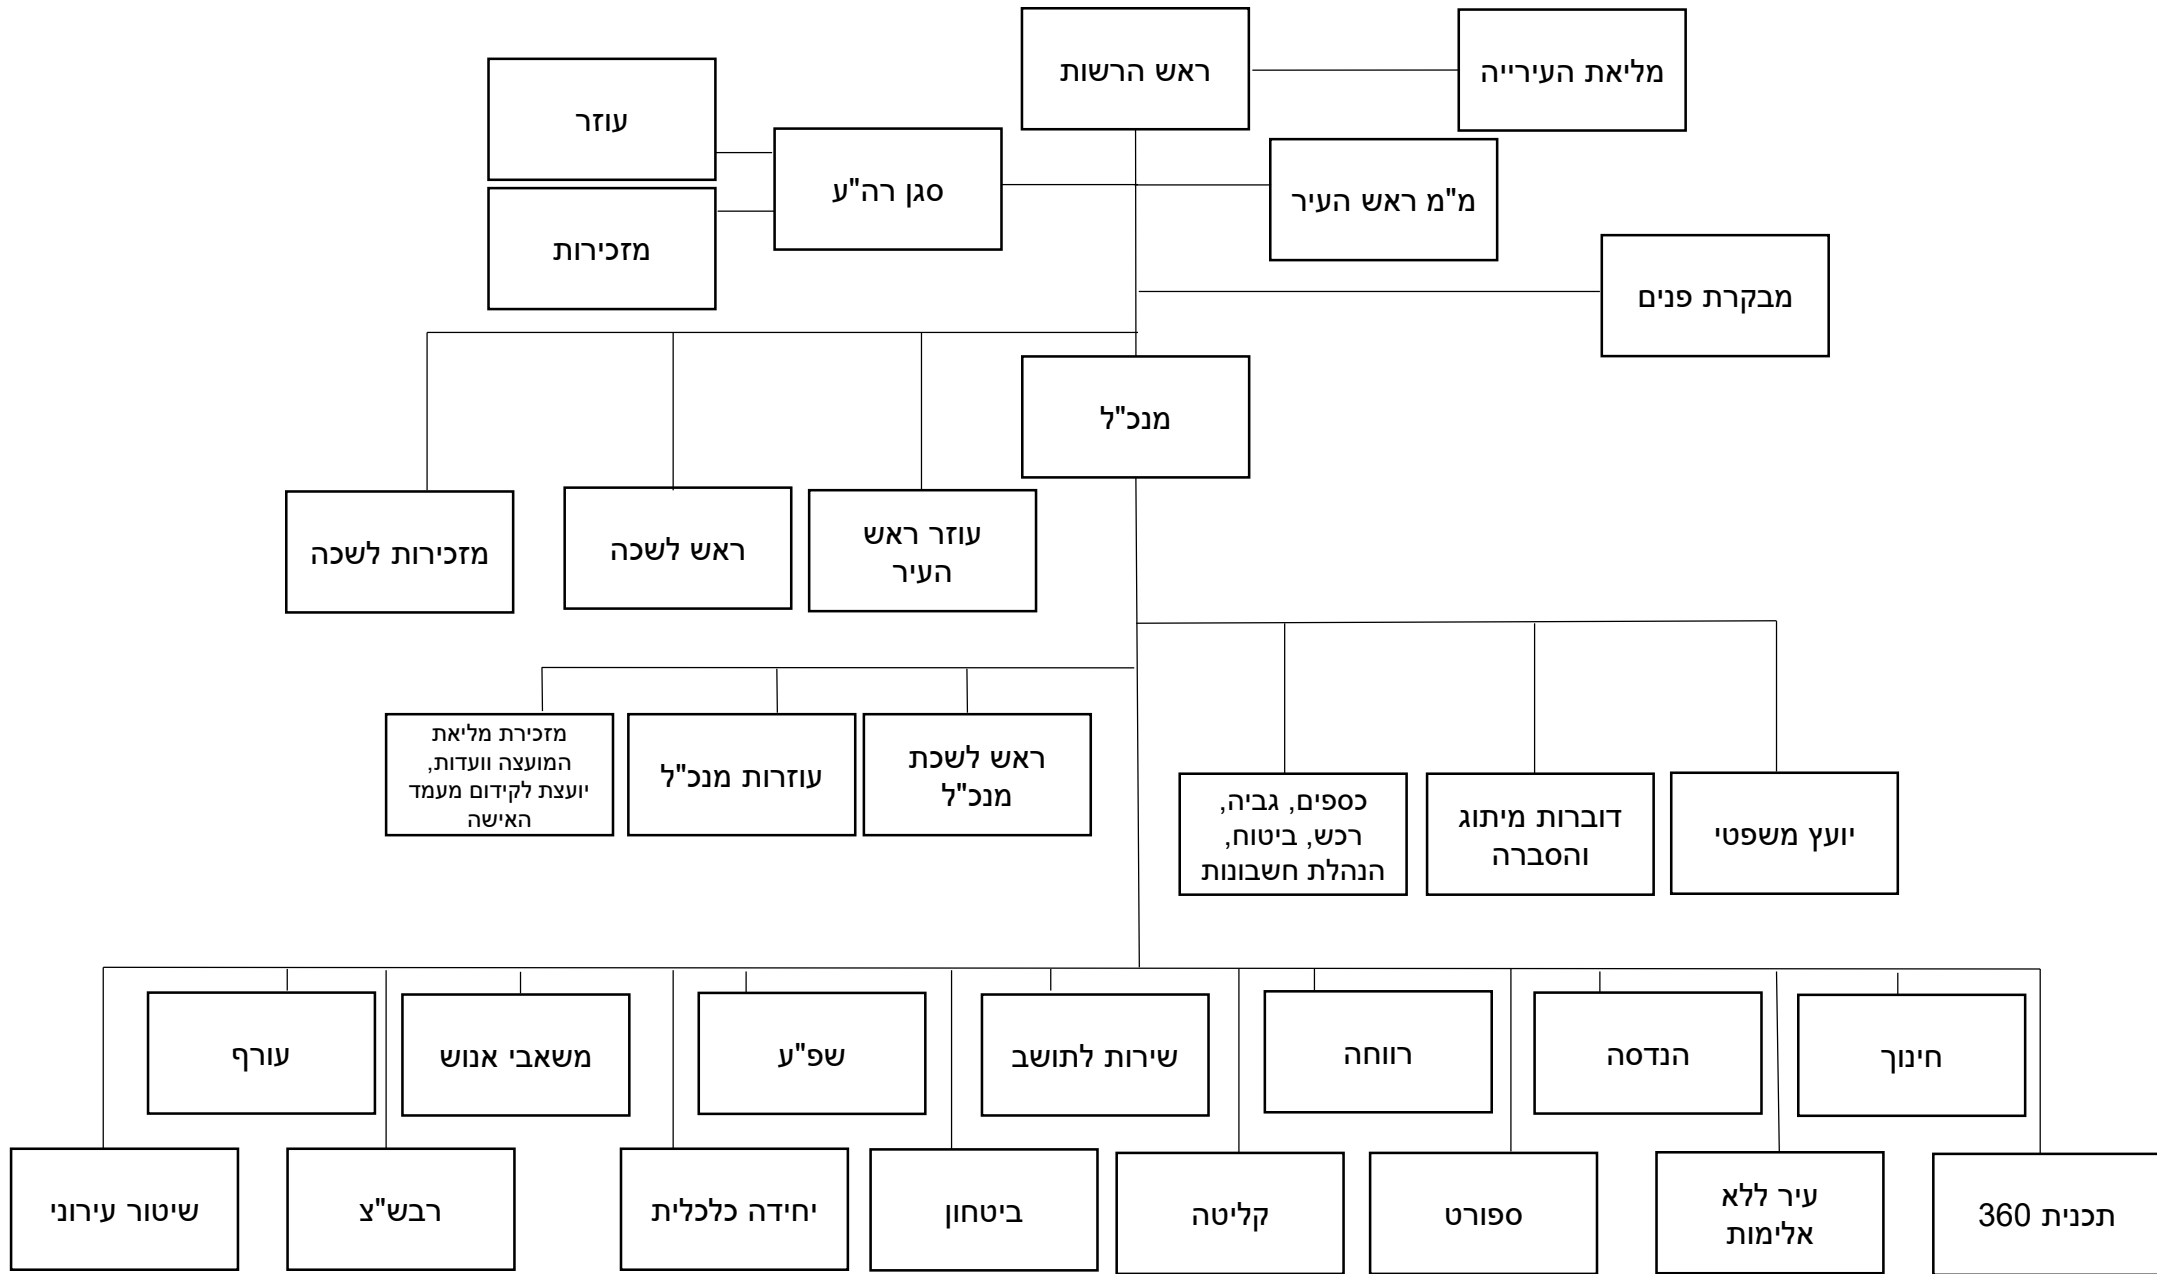 ראש הרשות
מליאת העירייה
עוזר
סגן רה"ע
מ"מ ראש העיר
מזכירות
מבקרת פנים
מנכ"ל
עוזר ראש
העיר
ראש לשכה
מזכירות לשכה
יועץ משפטי
דוברות מיתוג
והסברה
כספים, גביה,
רכש, ביטוח,
הנהלת חשבונות
ראש לשכת
מנכ"ל
עוזרות מנכ"ל
מזכירת מליאת
המועצה וועדות,
יועצת לקידום מעמד
האישה
חינוך
הנדסה
רווחה
שירות לתושב
שפ"ע
משאבי אנוש
עורף
תכנית 360
עיר ללא
אלימות
ספורט
קליטה
ביטחון
יחידה כלכלית
רבש"צ
שיטור עירוני